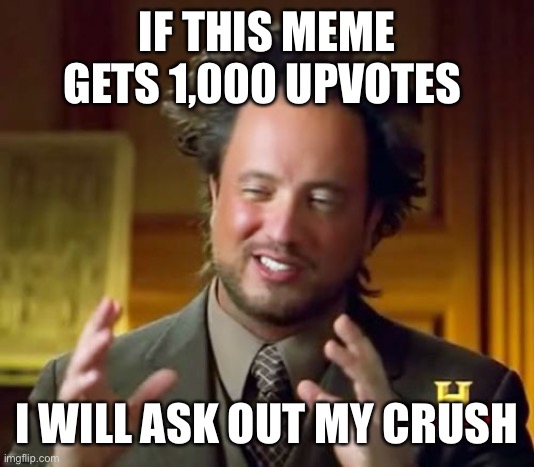 IF THIS MEME
GETS 1,000 UPVOTES
H
I WILL ASK OUT MY CRUSH
imgflip.com